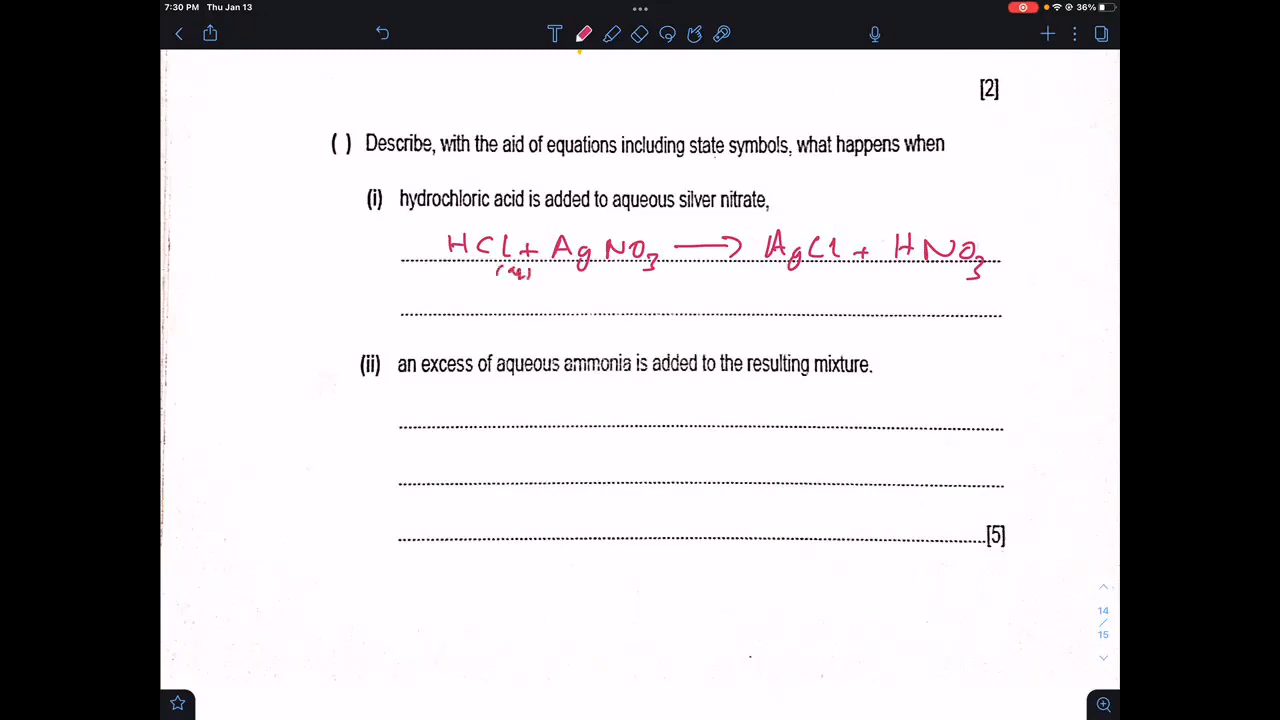 7:30 PM Thu Jan 13
36%
[2]
( ) Describe, with the aid of equations including state symbols, what happens when
(i) hydrochloric acid is added to aqueous silver nitrate,
HCl + AgNO3 ⟶ AgCl + HNO3
(aq)
(ii) an excess of aqueous ammonia is added to the resulting mixture.
[5]
14
/
15